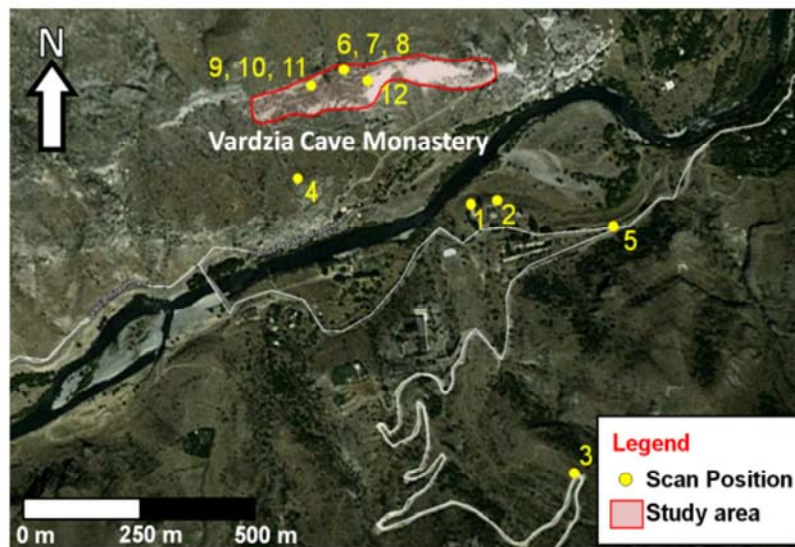 N
6, 7, 8
9, 10, 11
12
Vardzia Cave Monastery
4
1
2
5
3
Legend
Scan Position
Study area
0 m
250 m
500 m